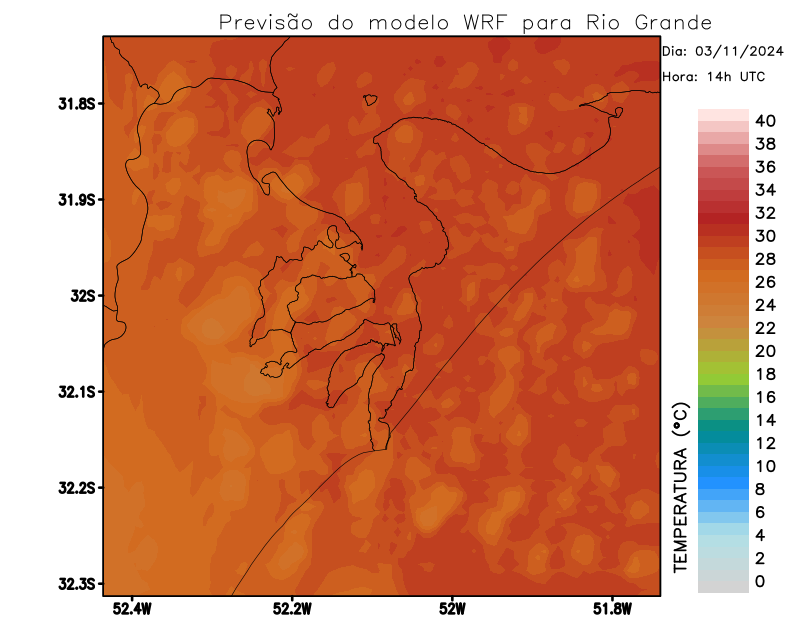 Previsão do modelo WRF para Rio Grande
Dia: 03/11/2024
Hora: 14h UTC
31.8S
31.9S
32S
32.1S
32.2S
32.3S
52.4W
52.2W
52W
51.8W
TEMPERATURA (°C)
40
38
36
34
32
30
28
26
24
22
20
18
16
14
12
10
8
6
4
2
0